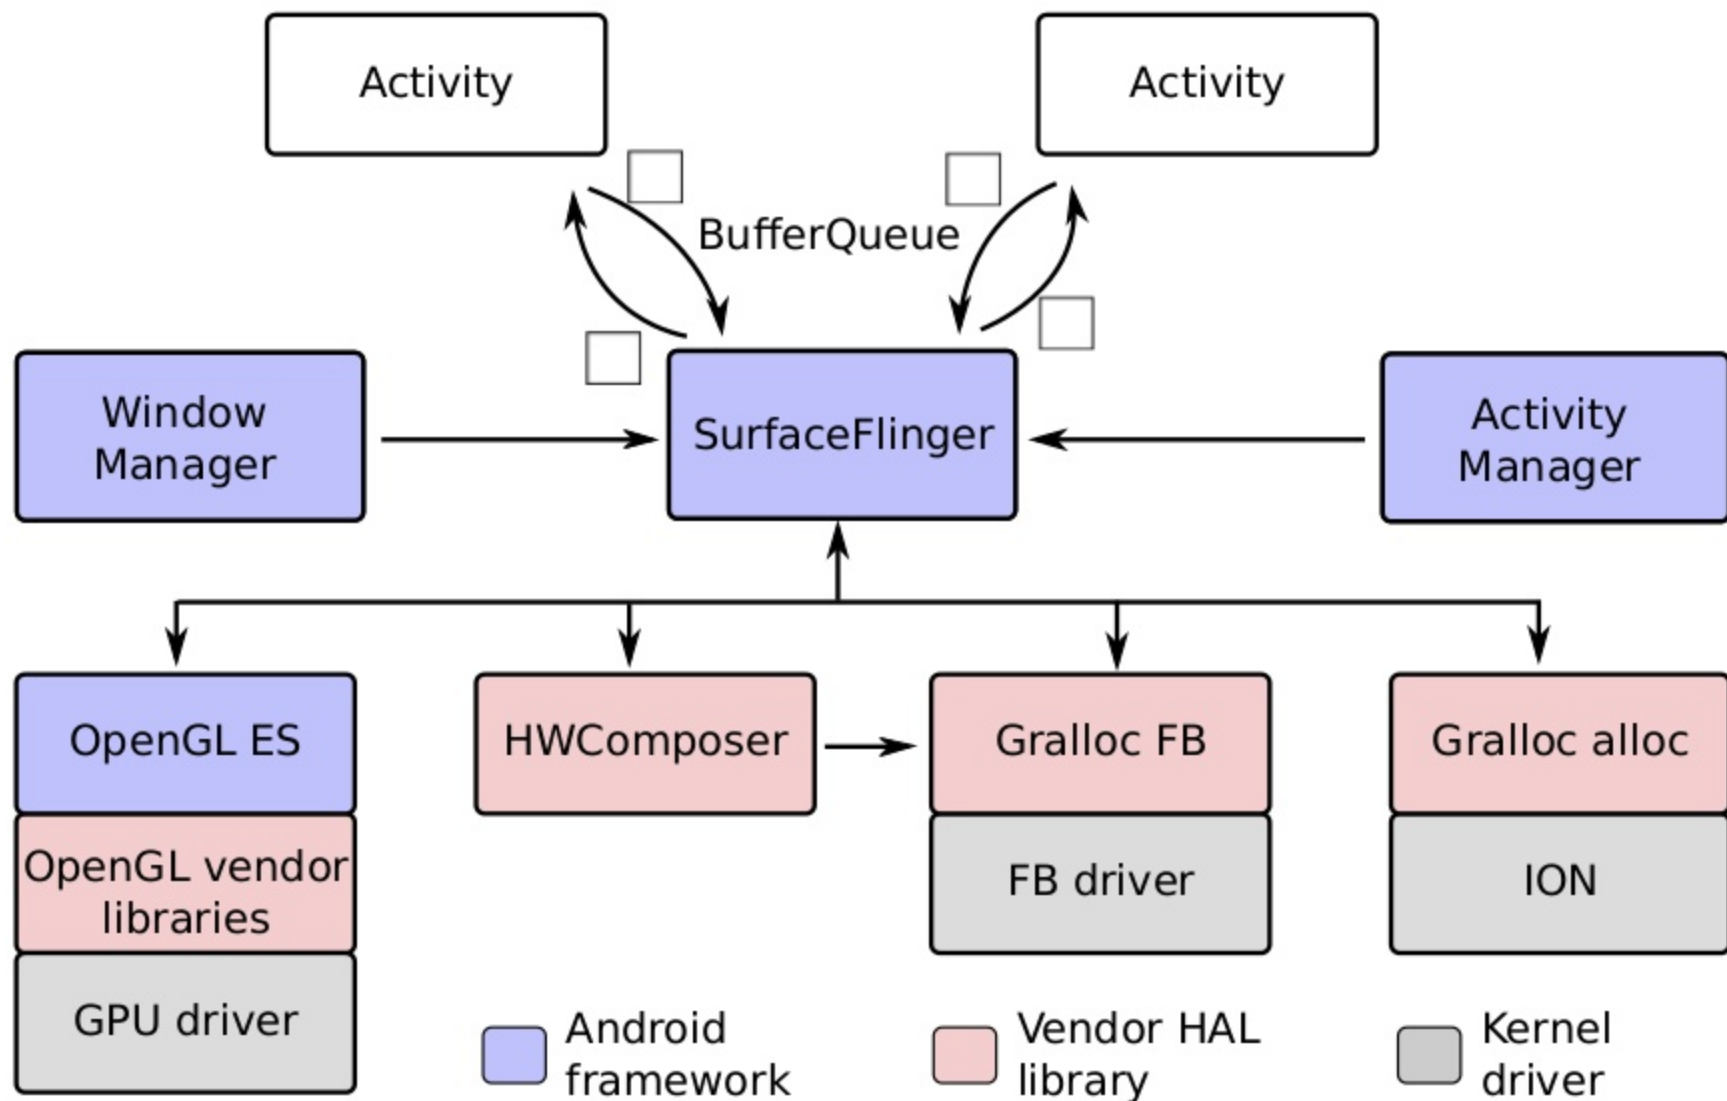 Activity
Activity
BufferQueue
Window
Manager
SurfaceFlinger
Activity
Manager
OpenGL ES
HWComposer
Gralloc FB
Gralloc alloc
OpenGL vendor
libraries
FB driver
ION
GPU driver
Android
framework
Vendor HAL
library
Kernel
driver